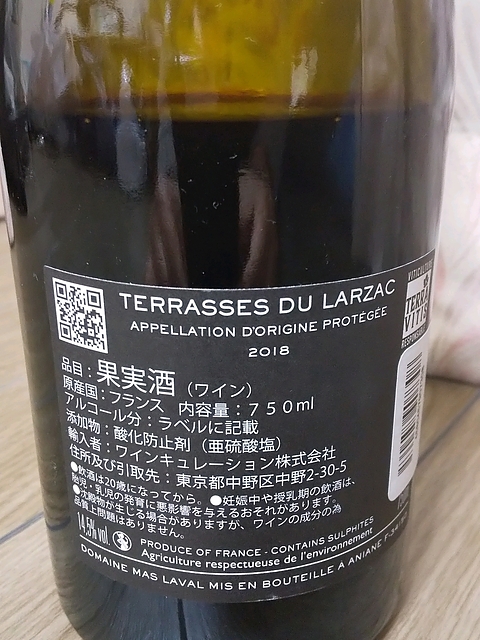 TERRASSES DU LARZAC
APPELLATION D'ORIGINE PROTÉGÉE
2018
VITICULTURE
TERRA
VITIS
RESPONSABLE
品目：果実酒（ワイン）
原産国：フランス 内容量：７５０ml
アルコール分：ラベルに記載
添加物：酸化防止剤（亜硫酸塩）
輸入者：ワインキュレーション株式会社
住所及び引取先：東京都中野区中野2-30-5
●飲酒は20歳になってから。●妊娠中や授乳期の飲酒は、
胎児・乳児の発育に悪影響を与えるおそれがあります。
●沈殿物が生じる場合がありますが、ワインの成分の為
品質上問題はありません。
14,5% vol.
PRODUCE OF FRANCE - CONTAINS SULPHITES
Agriculture respectueuse de l'environnement
DOMAINE MAS LAVAL MIS EN BOUTEILLE À ANIANE